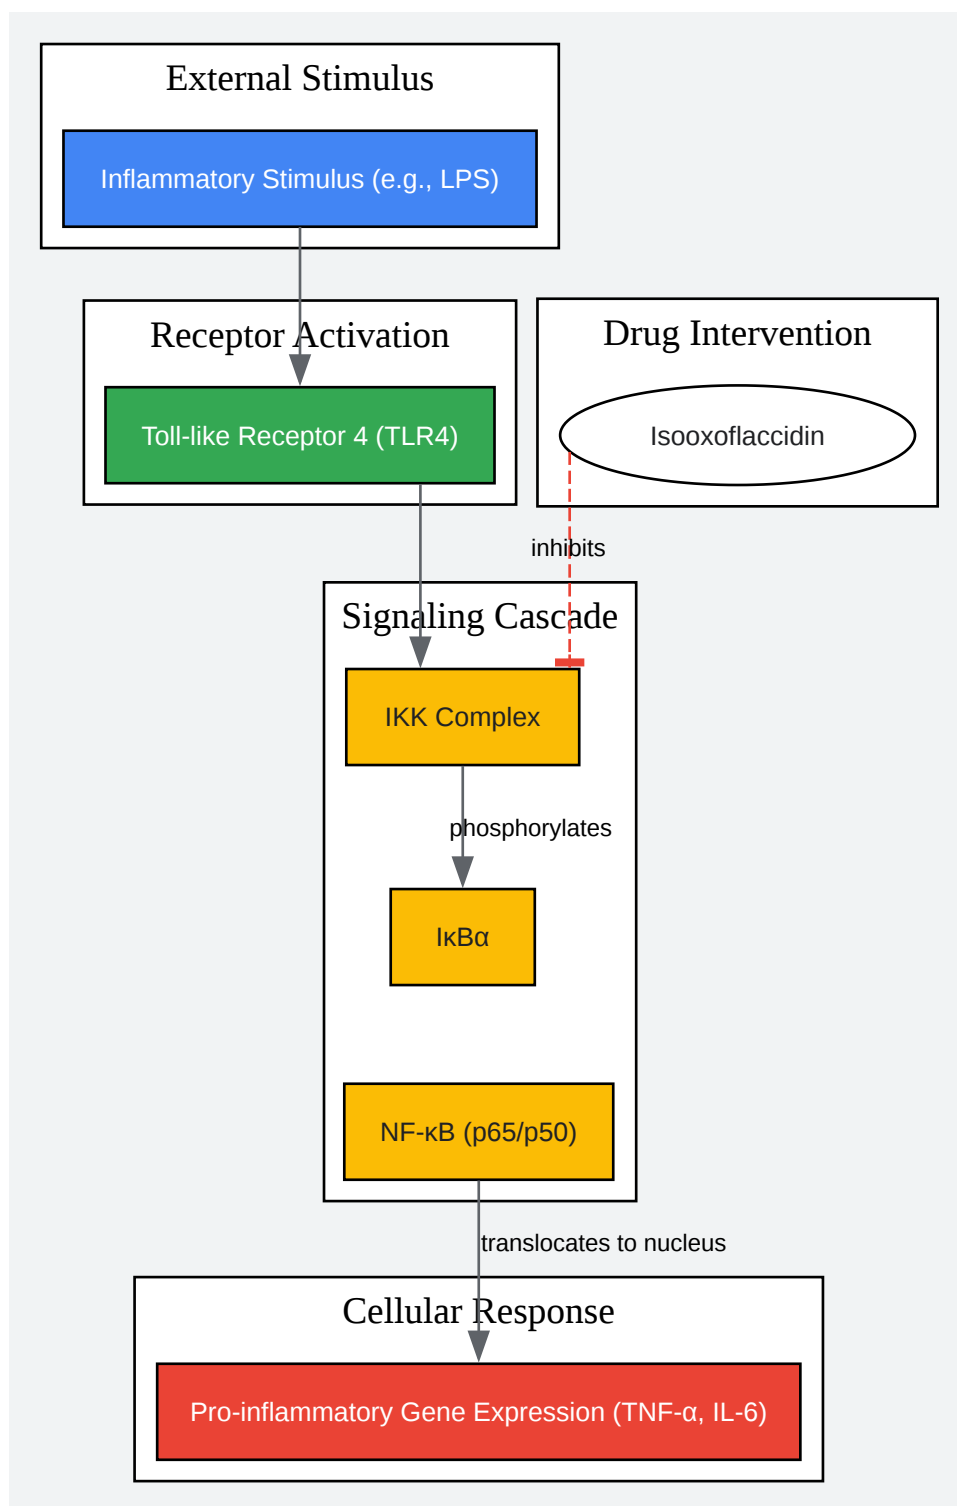 External Stimulus
Inflammatory Stimulus (e.g., LPS)
Receptor Activation
Toll-like Receptor 4 (TLR4)
Drug Intervention
Isooxoflaccidin
inhibits
Signaling Cascade
IKK Complex
phosphorylates
IκBα
NF-κB (p65/p50)
translocates to nucleus
Cellular Response
Pro-inflammatory Gene Expression (TNF-α, IL-6)